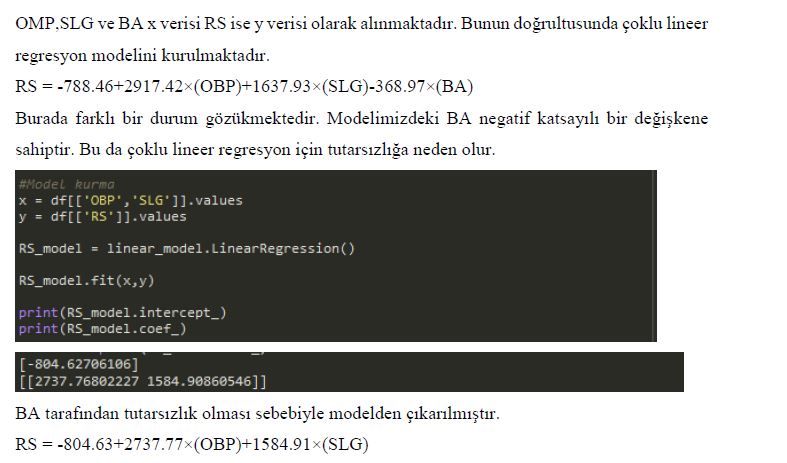 OMP,SLG ve BA x verisi RS ise y verisi olarak alınmaktadır. Bunun doğrultusunda çoklu lineer
regresyon modelini kurulmaktadır.
RS = -788.46+2917.42×(OBP)+1637.93×(SLG)-368.97×(BA)
Burada farklı bir durum gözükmektedir. Modelimizdeki BA negatif katsayılı bir değişkene
sahiptir. Bu da çoklu lineer regresyon için tutarsızlığa neden olur.
#Model kurma
x = df[['OBP','SLG']].values
y = df[['RS']].values
RS_model = linear_model.LinearRegression()
RS_model.fit(x,y)
print(RS_model.intercept_)
print(RS_model.coef_)
[-804.62706106]
[[2737.76802227 1584.90860546]]
BA tarafından tutarsızlık olması sebebiyle modelden çıkarılmıştır.
RS = -804.63+2737.77×(OBP)+1584.91×(SLG)